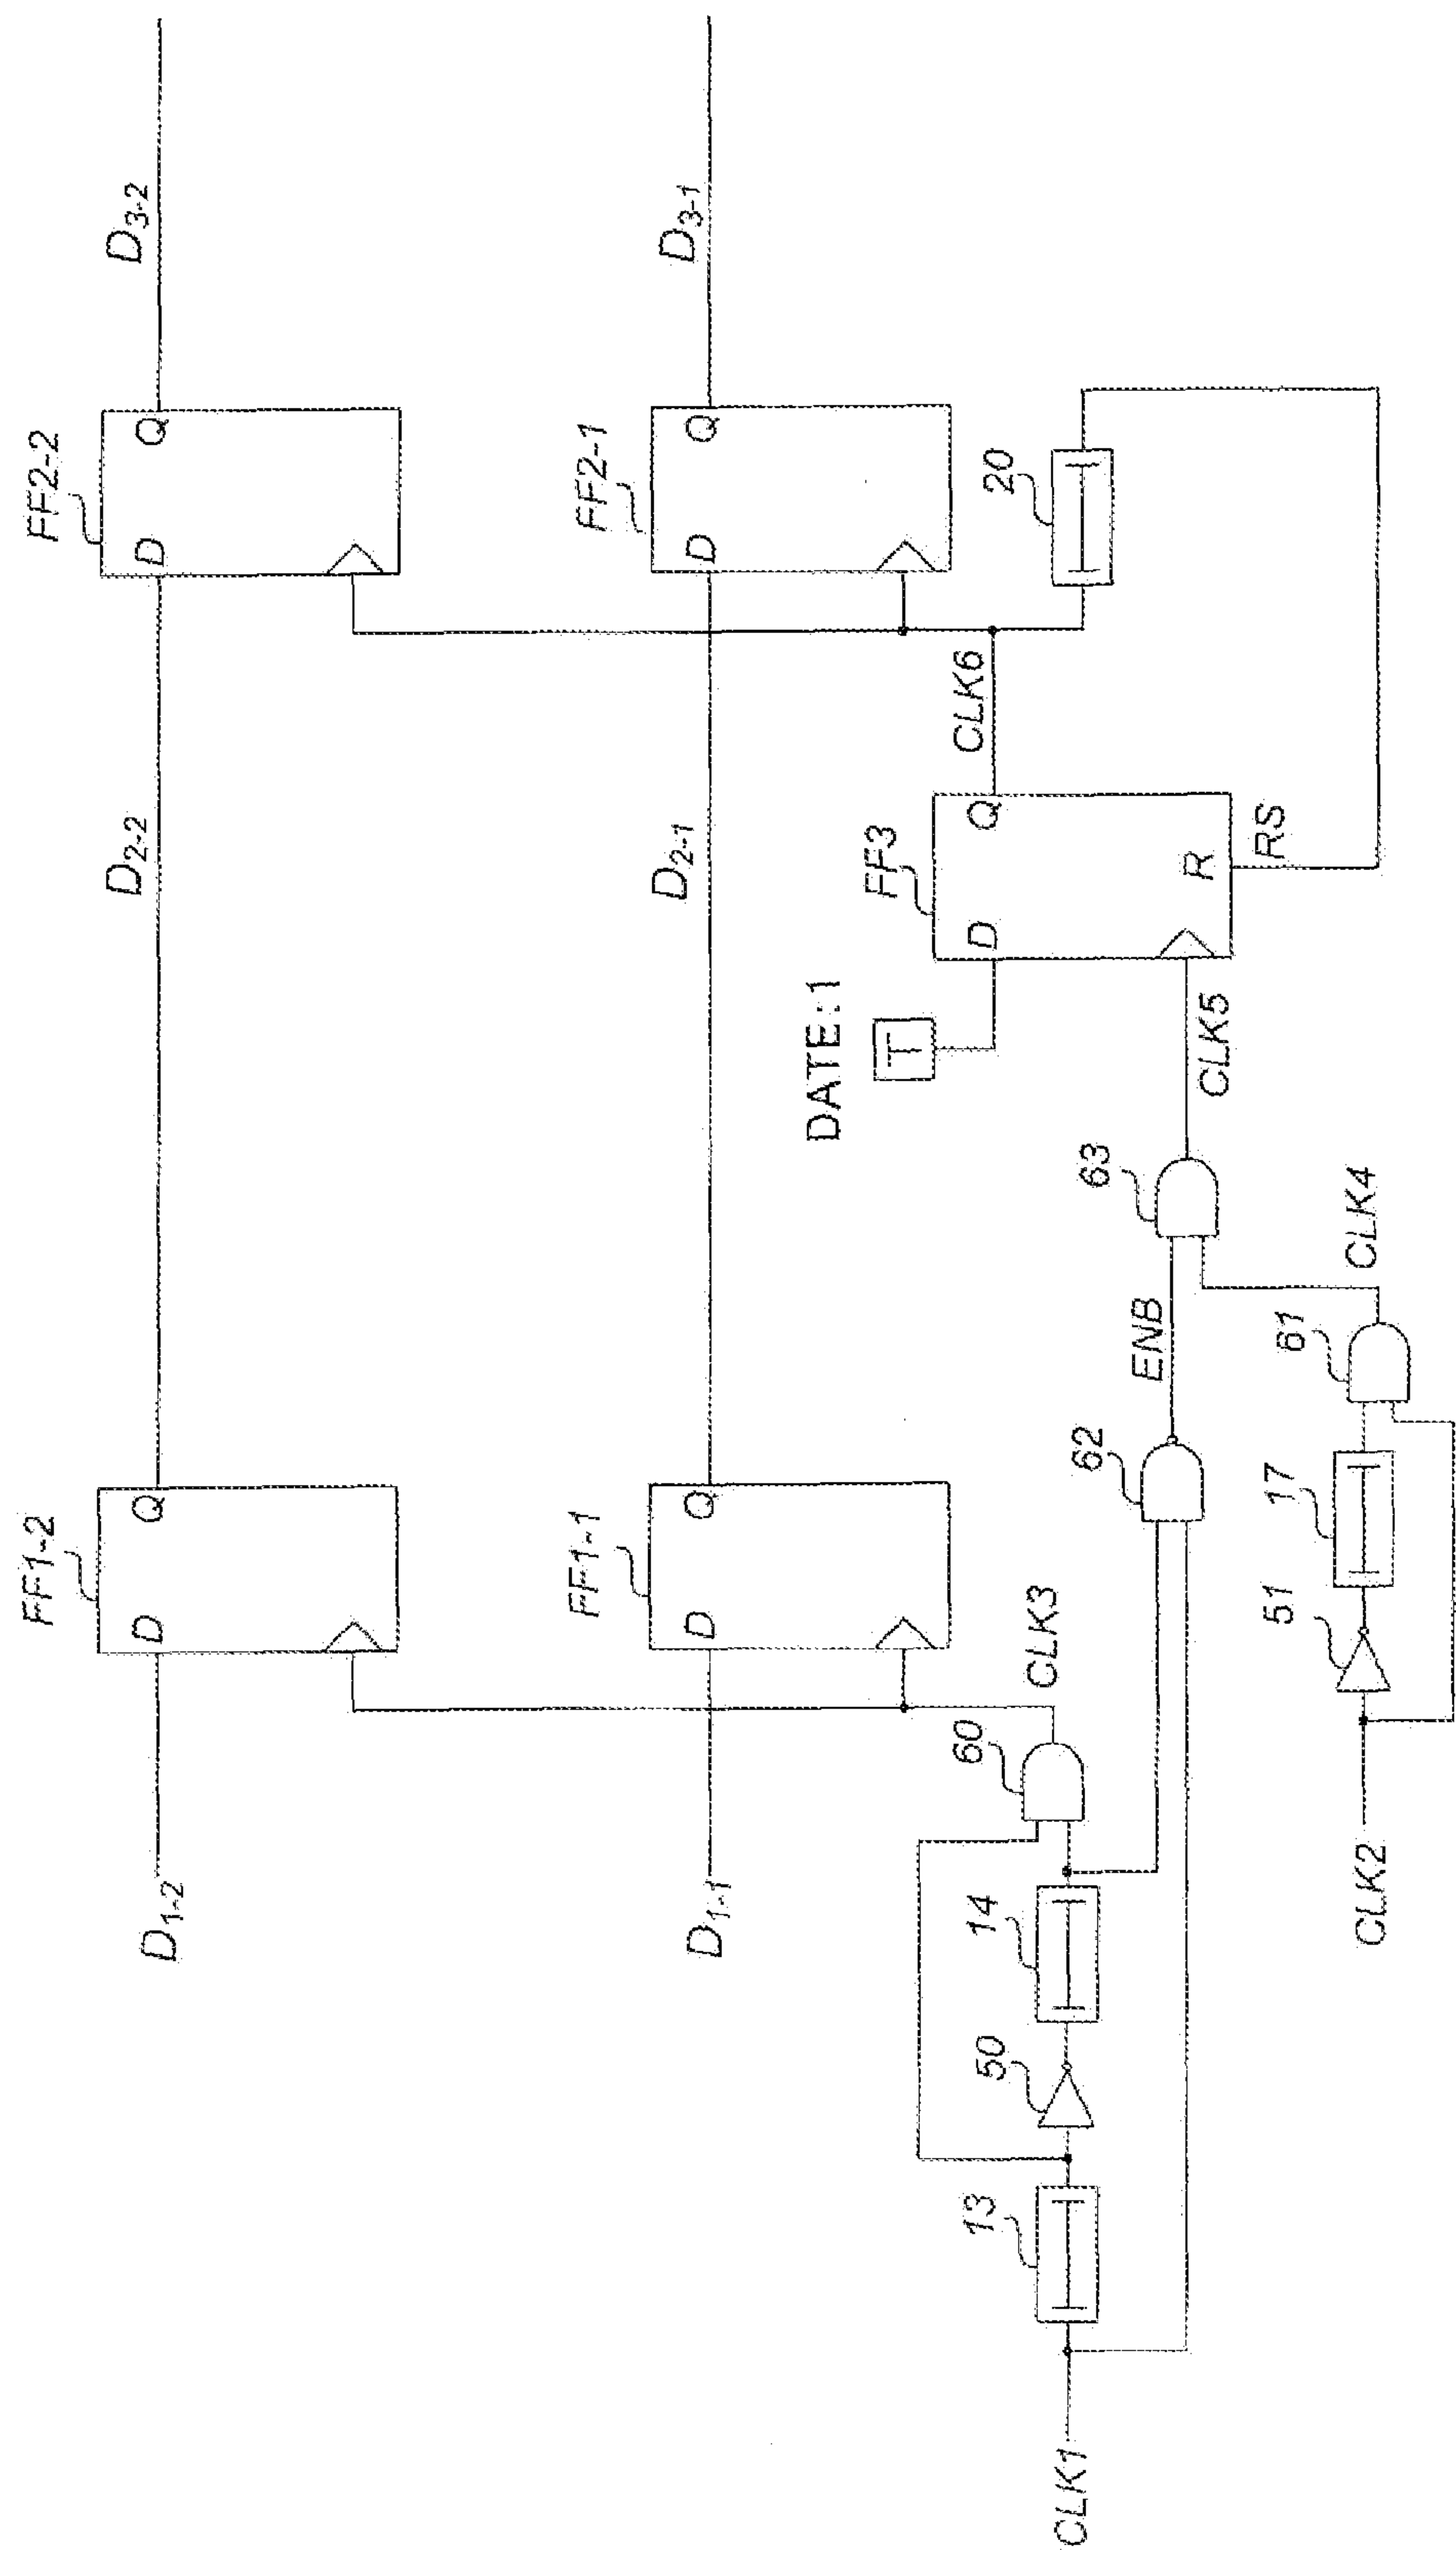 FF1-2
FF2-2
D1-2
D
Q
D2-2
D
Q
D3-2
FF1-1
FF2-1
D1-1
D
Q
D2-1
D
Q
D3-1
DATE:1
T
FF3
D
Q
CLK6
20
R
RS
CLK3
60
CLK1
13
50
14
62
ENB
63
CLK5
CLK2
51
17
61
CLK4